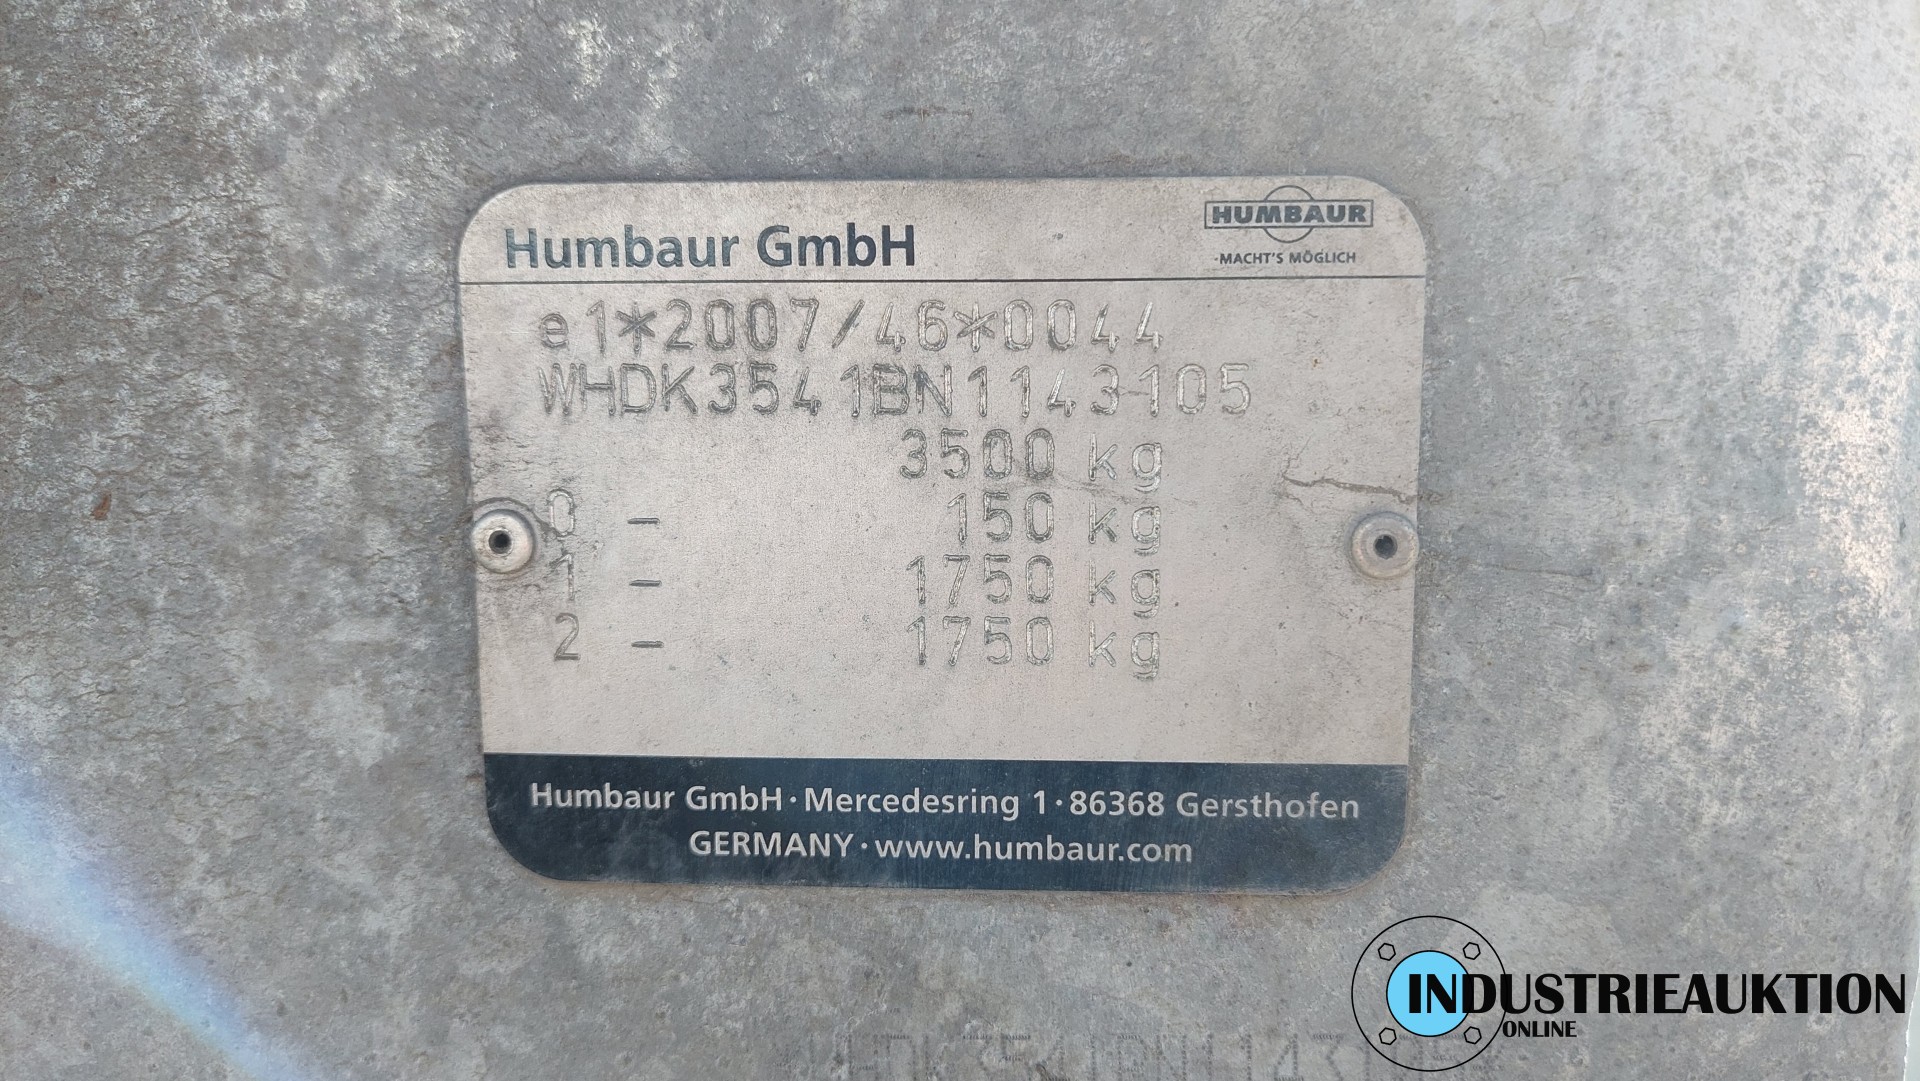 Humbaur GmbH
HUMBAUR
·MACHT'S MÖGLICH
e1*2007/46*0044
WHDK3541BN1143105
3500 kg
0 - 150 kg
1 - 1750 kg
2 - 1750 kg
Humbaur GmbH · Mercedesring 1 · 86368 Gersthofen
GERMANY · www.humbaur.com
INDUSTRIEAUKTION
ONLINE